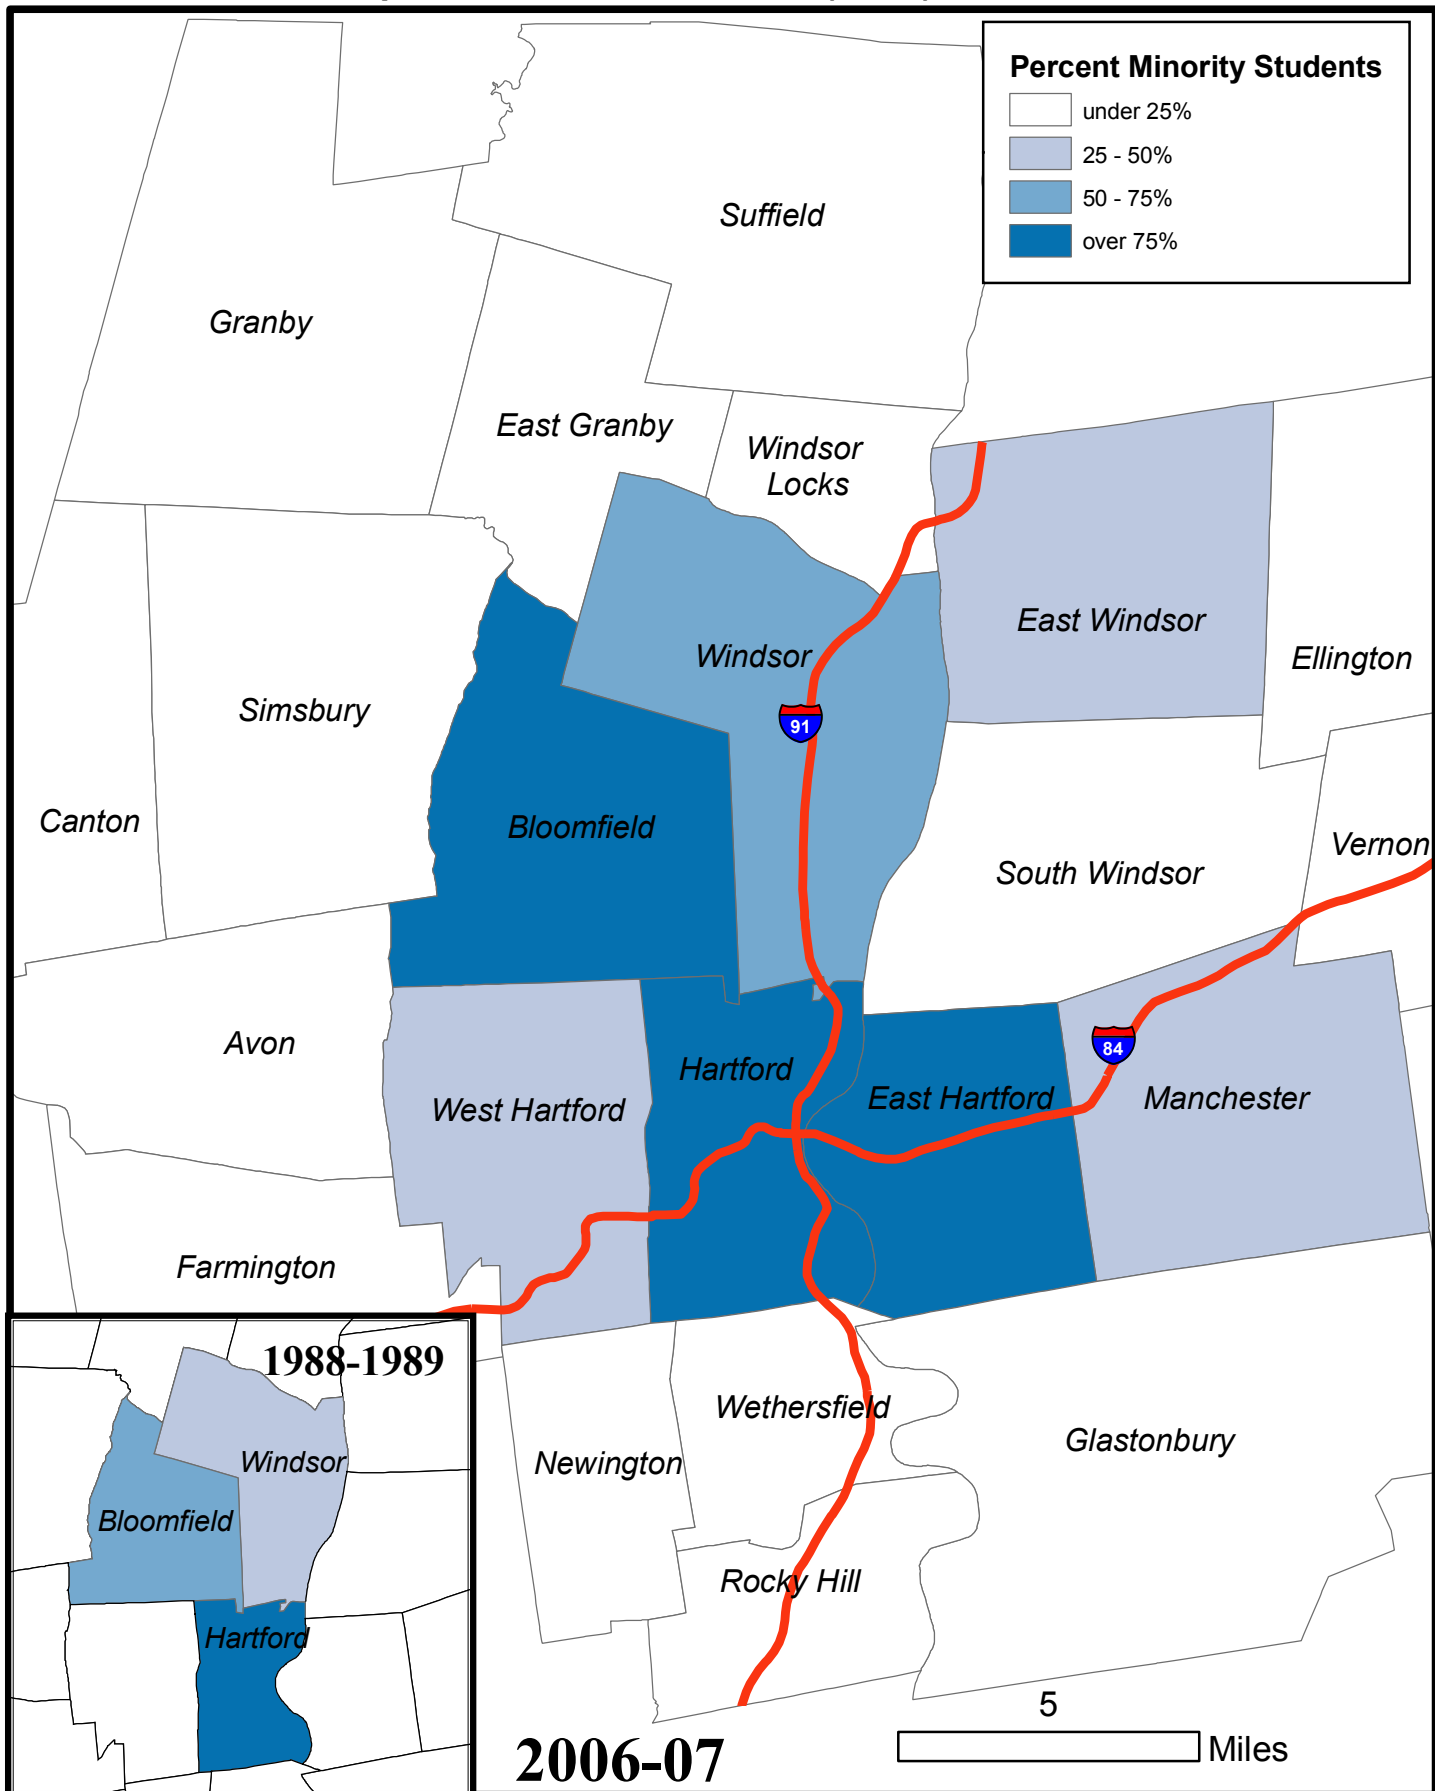 Percent Minority Students
under 25%
25 - 50%
50 - 75%
over 75%
Suffield
Granby
East Granby
Windsor
Locks
East Windsor
Windsor
Ellington
Simsbury
91
Canton
Bloomfield
Vernon
South Windsor
Avon
Hartford
84
West Hartford
East Hartford
Manchester
Farmington
1988-1989
Windsor
Bloomfield
Hartford
Wethersfield
Glastonbury
Newington
Rocky Hill
5
Miles
2006-07